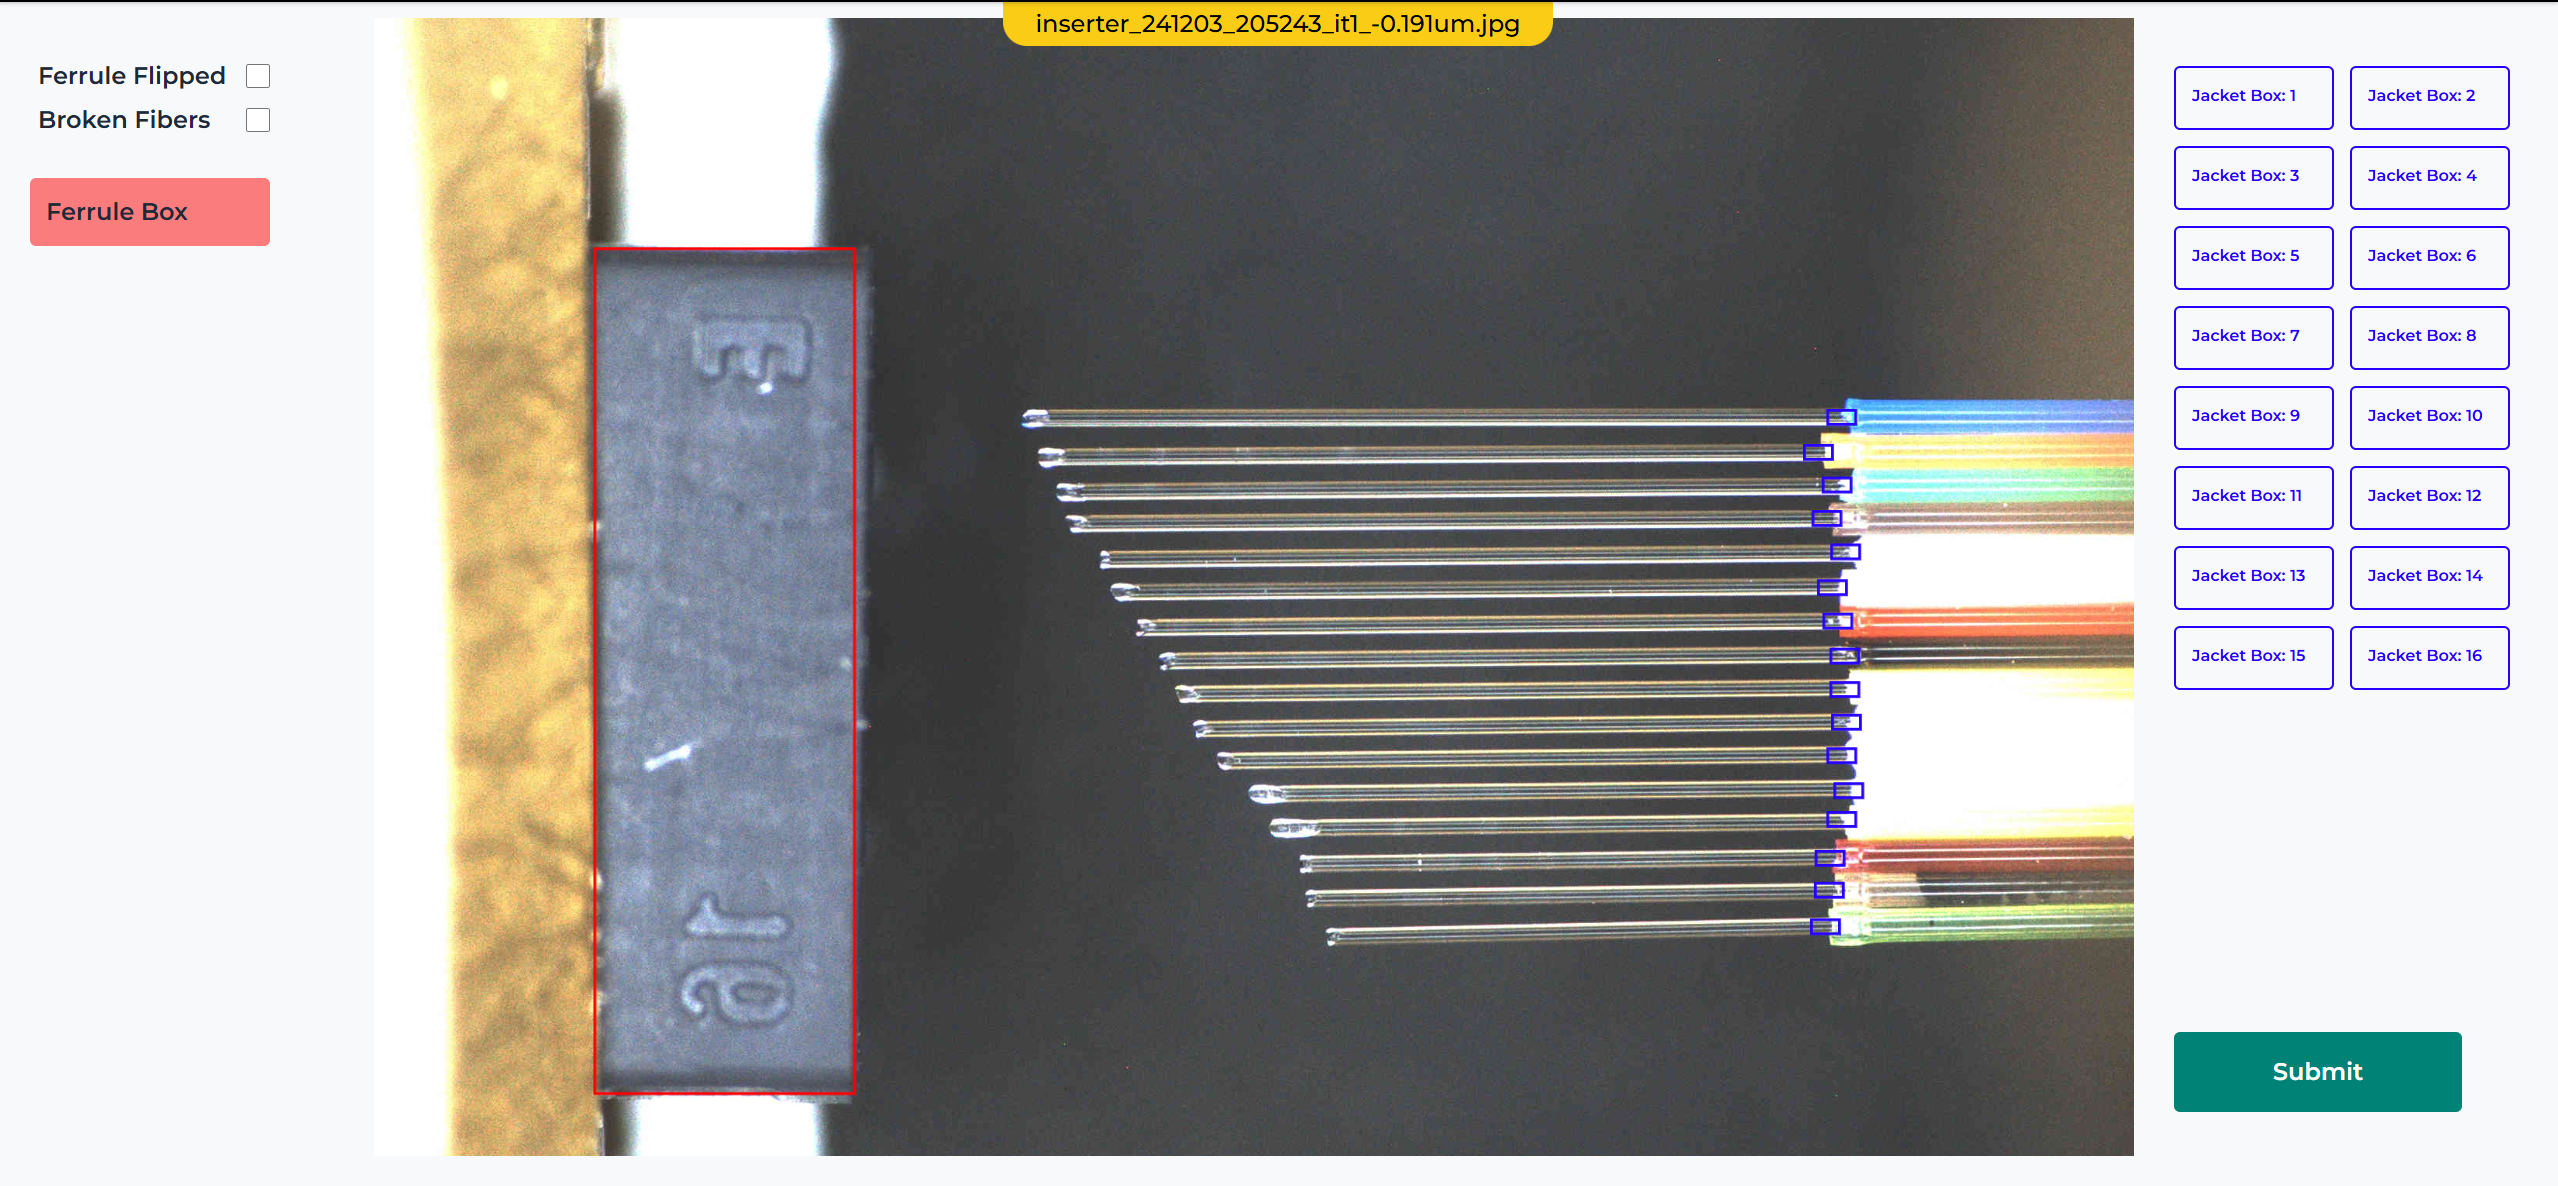 inserter_241203_205243_it1_-0.191um.jpg
Ferrule Flipped
Broken Fibers
Ferrule Box
E
16
Jacket Box: 1
Jacket Box: 2
Jacket Box: 3
Jacket Box: 4
Jacket Box: 5
Jacket Box: 6
Jacket Box: 7
Jacket Box: 8
Jacket Box: 9
Jacket Box: 10
Jacket Box: 11
Jacket Box: 12
Jacket Box: 13
Jacket Box: 14
Jacket Box: 15
Jacket Box: 16
Submit